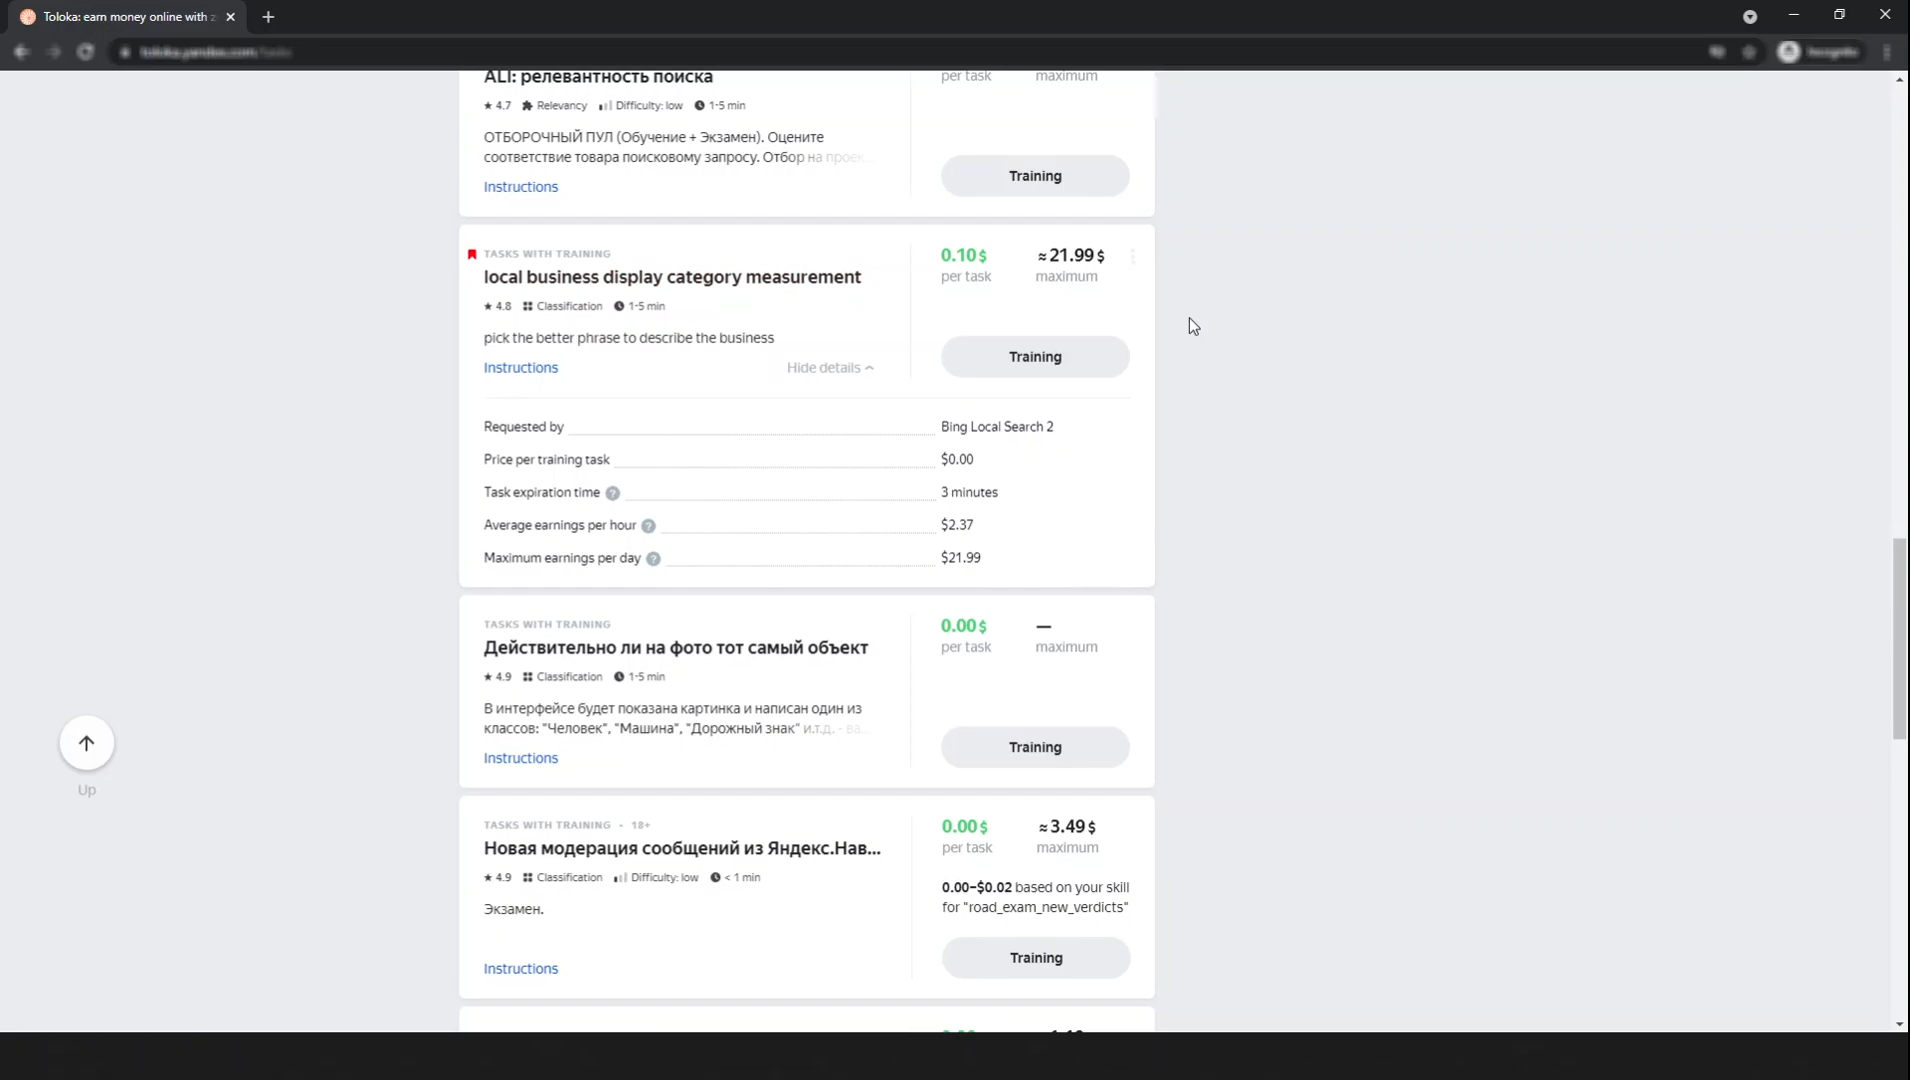 Toloka: earn money online with
ALI: релевантность поиска
per task maximum
4.7 Relevancy Difficulty: low 1-5 min
ОТБОРОЧНЫЙ ПУЛ (Обучение + Экзамен). Оцените
соответствие товара поисковому запросу. Отбор на проек...
Training
Instructions
TASKS WITH TRAINING
0.10$ ≈21.99$
local business display category measurement
per task maximum
4.8 Classification 1-5 min
pick the better phrase to describe the business
Training
Instructions Hide details
Requested by Bing Local Search 2
Price per training task $0.00
Task expiration time ? 3 minutes
Average earnings per hour ? $2.37
Maximum earnings per day ? $21.99
TASKS WITH TRAINING
0.00$ —
Действительно ли на фото тот самый объект
per task maximum
4.9 Classification 1-5 min
В интерфейсе будет показана картинка и написан один из
классов: "Человек", "Машина", "Дорожный знак" и.т.д. - ва...
Training
Instructions
Up
TASKS WITH TRAINING • 18+
0.00$ ≈3.49$
Новая модерация сообщений из Яндекс.Нав...
per task maximum
4.9 Classification Difficulty: low < 1 min
0.00–$0.02 based on your skill
for "road_exam_new_verdicts"
Экзамен.
Training
Instructions